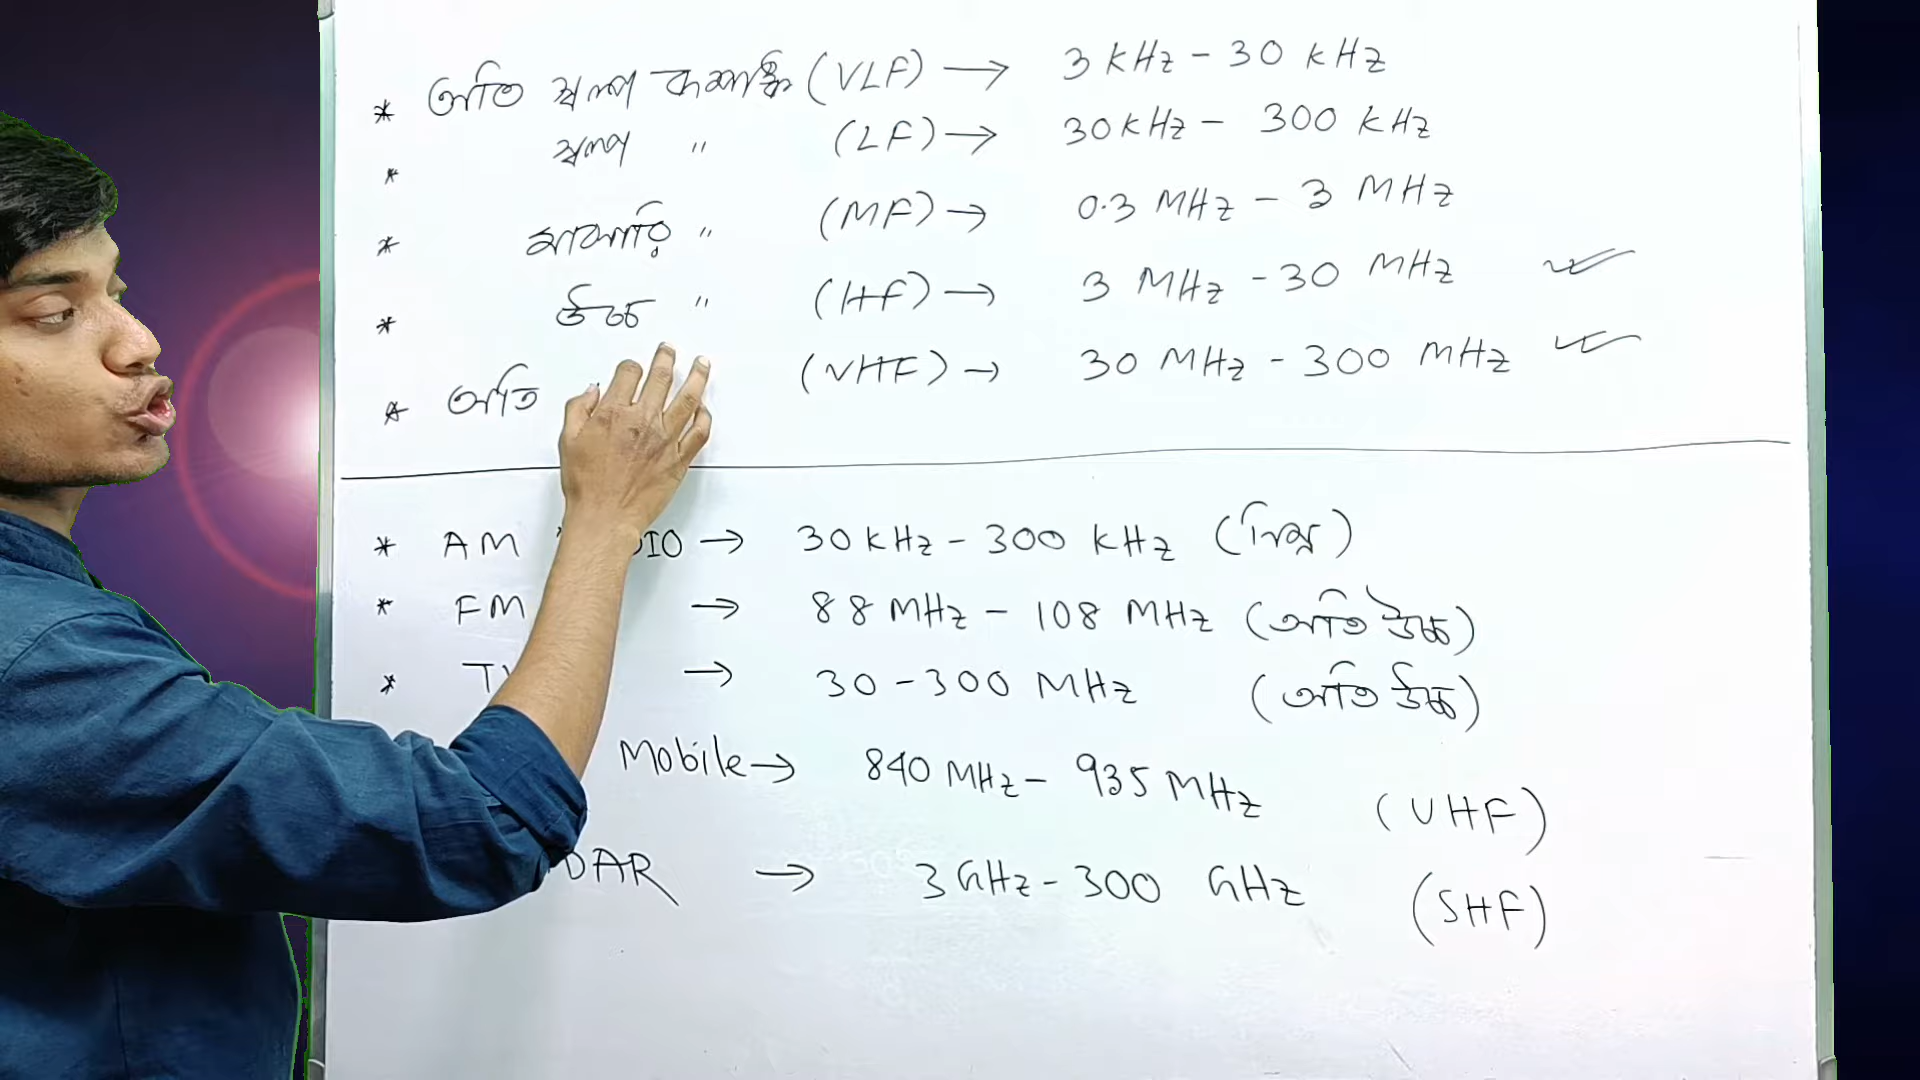 * অতি স্বল্প কম্পাঙ্ক (VLF) → 3 kHz - 30 kHz
* স্বল্প " (LF) → 30 kHz - 300 kHz
* মাঝারি " (MF) → 0.3 MHz - 3 MHz
* উচ্চ " (HF) → 3 MHz - 30 MHz ✓
* অতি (VHF) → 30 MHz - 300 MHz ✓
* AM → 30 kHz - 300 kHz (নিম্ন)
* FM → 88 MHz - 108 MHz (অতি উচ্চ)
* → 30 - 300 MHz (অতি উচ্চ)
Mobile → 840 MHz - 935 MHz (UHF)
DAR → 3 GHz - 300 GHz (SHF)